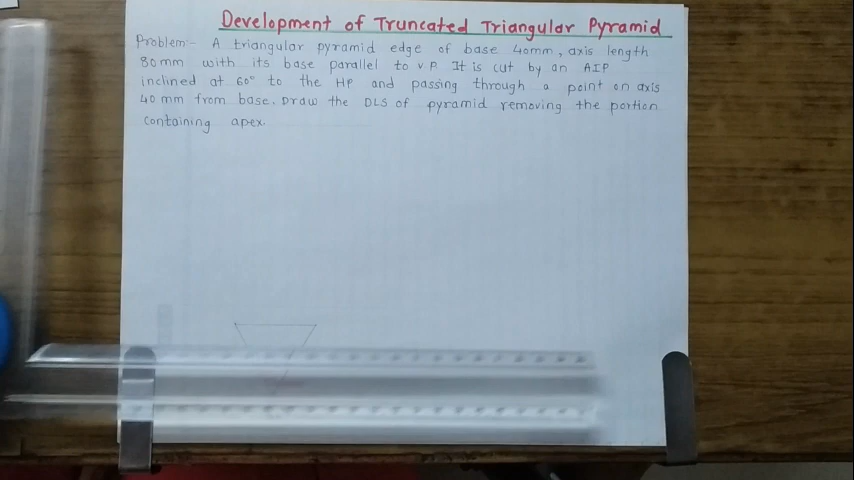 Development of Truncated Triangular Pyramid
Problem:- A triangular pyramid edge of base 40mm, axis length
80mm with its base parallel to V.P. It is cut by an AIP
inclined at 60° to the HP and passing through a point on axis
40 mm from base. Draw the DLS of pyramid removing the portion
containing apex.